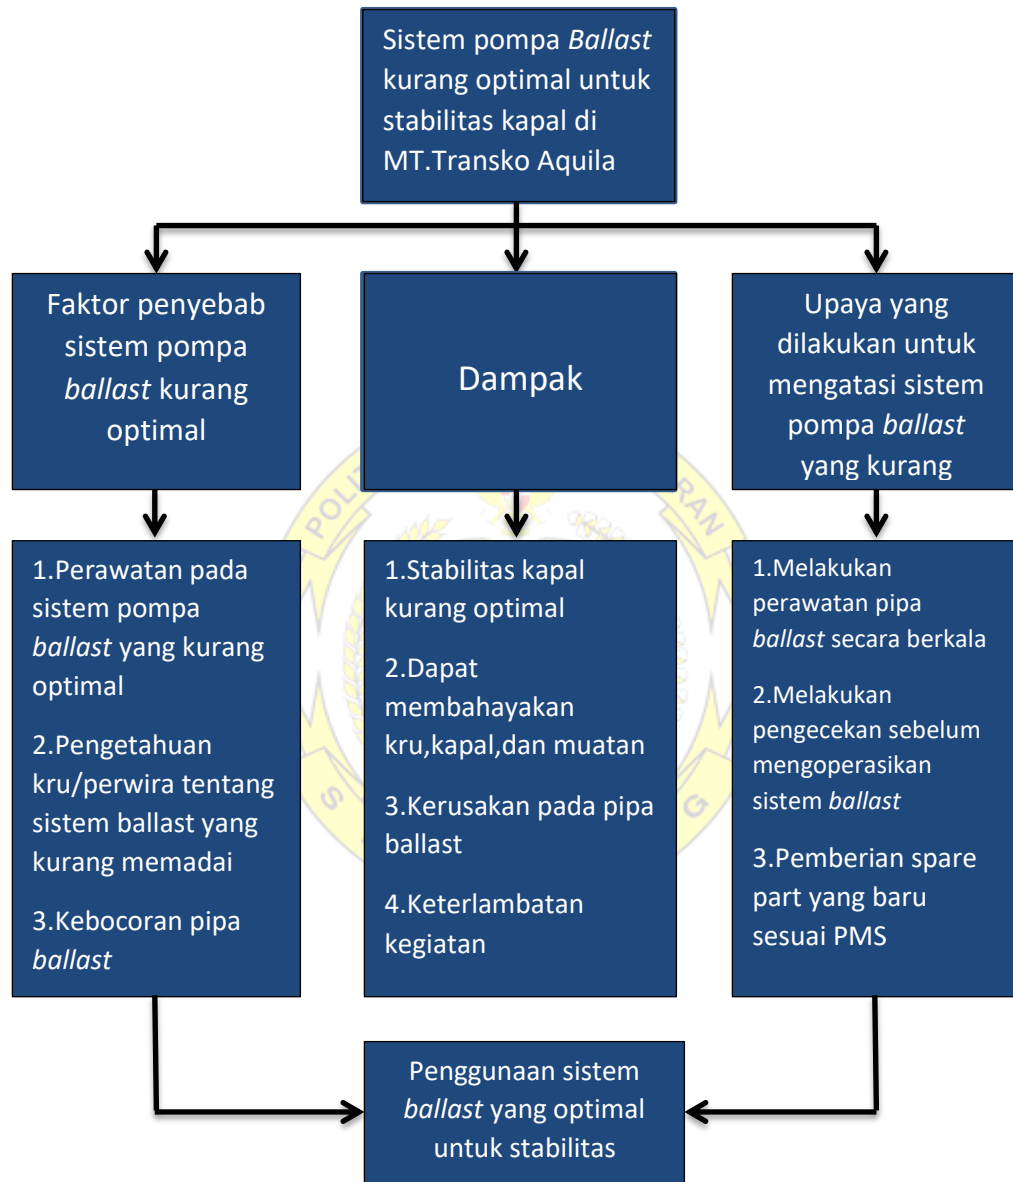 Sistem pompa Ballast
kurang optimal untuk
stabilitas kapal di
MT.Transko Aquila
Faktor penyebab
sistem pompa
ballast kurang
optimal
Dampak
Upaya yang
dilakukan untuk
mengatasi sistem
pompa ballast
yang kurang
1.Perawatan pada
sistem pompa
ballast yang kurang
optimal
2.Pengetahuan
kru/perwira tentang
sistem ballast yang
kurang memadai
3.Kebocoran pipa
ballast
1.Stabilitas kapal
kurang optimal
2.Dapat
membahayakan
kru,kapal,dan muatan
3.Kerusakan pada pipa
ballast
4.Keterlambatan
kegiatan
1.Melakukan
perawatan pipa
ballast secara berkala
2.Melakukan
pengecekan sebelum
mengoperasikan
sistem ballast
3.Pemberian spare
part yang baru
sesuai PMS
Penggunaan sistem
ballast yang optimal
untuk stabilitas